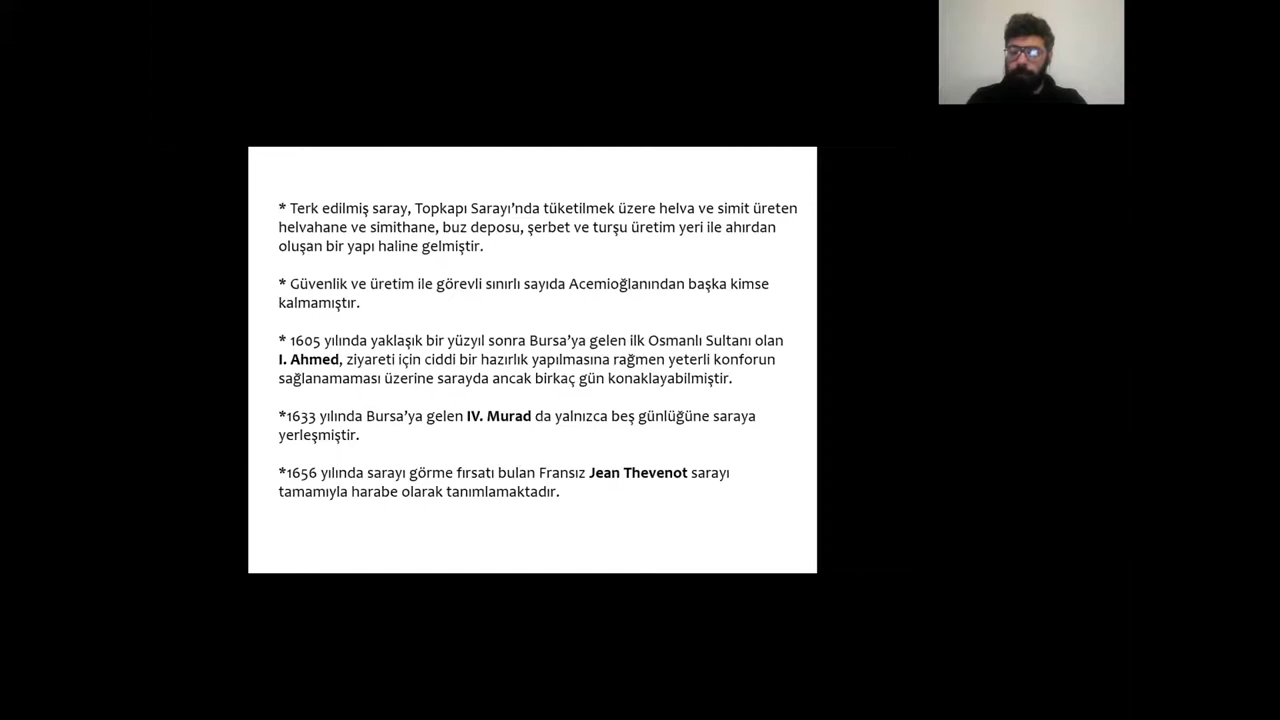 * Terk edilmiş saray, Topkapı Sarayı’nda tüketilmek üzere helva ve simit üreten
helvahane ve simithane, buz deposu, şerbet ve turşu üretim yeri ile ahırdan
oluşan bir yapı haline gelmiştir.
* Güvenlik ve üretim ile görevli sınırlı sayıda Acemioğlanından başka kimse
kalmamıştır.
* 1605 yılında yaklaşık bir yüzyıl sonra Bursa’ya gelen ilk Osmanlı Sultanı olan
I. Ahmed, ziyareti için ciddi bir hazırlık yapılmasına rağmen yeterli konforun
sağlanamaması üzerine sarayda ancak birkaç gün konaklayabilmiştir.
*1633 yılında Bursa’ya gelen IV. Murad da yalnızca beş günlüğüne saraya
yerleşmiştir.
*1656 yılında sarayı görme fırsatı bulan Fransız Jean Thevenot sarayı
tamamıyla harabe olarak tanımlamaktadır.